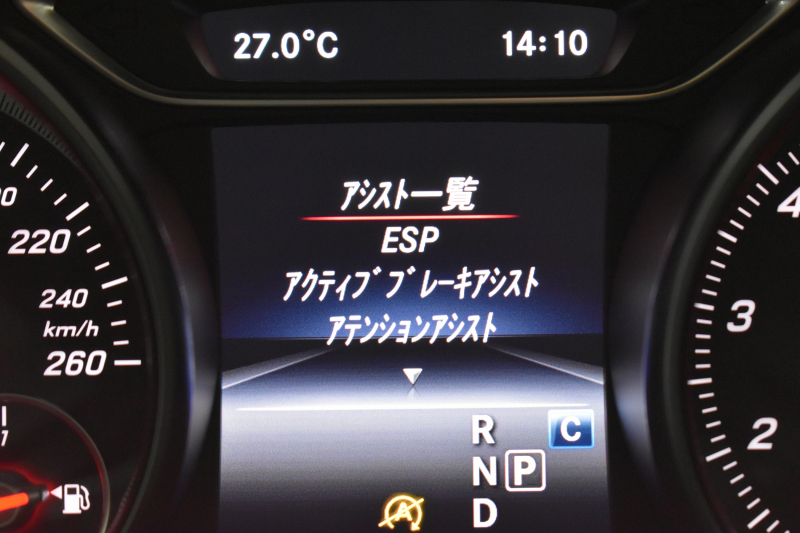 27.0°C 14:10
アシスト一覧
ESP
アクティブブレーキアシスト
アテンションアシスト
220
240
km/h
260
4
3
2
R C
N P
D
A